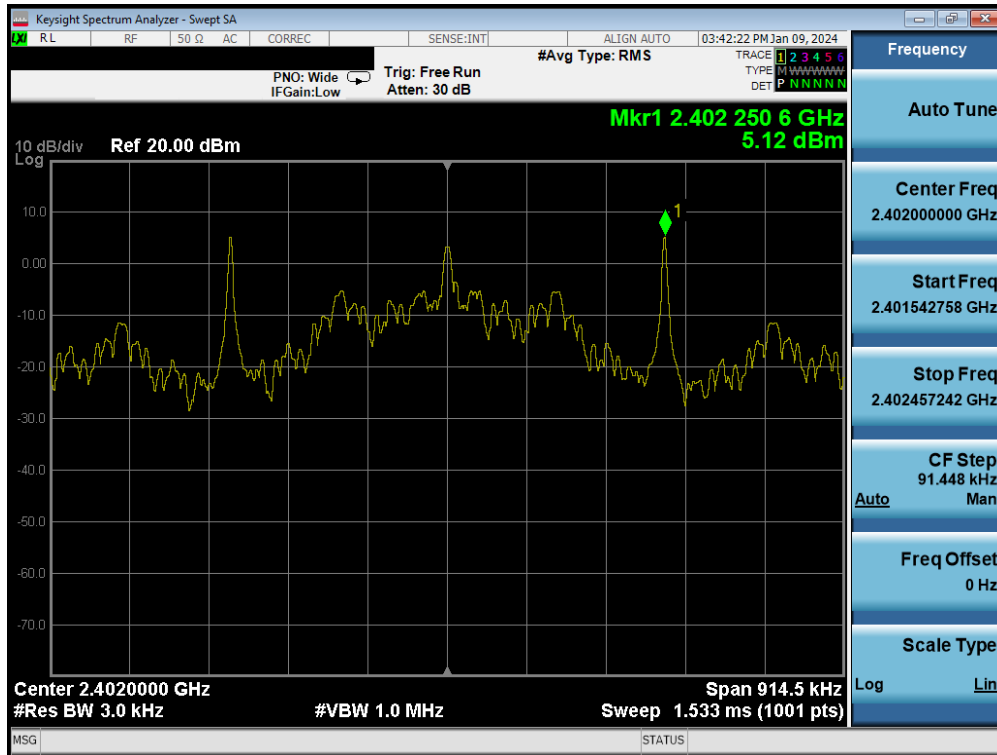 Keysight Spectrum Analyzer - Swept SA
LXI RL RF 50 Ω AC CORREC SENSE:INT ALIGN AUTO 03:42:22 PM Jan 09, 2024
#Avg Type: RMS
TRACE 1 2 3 4 5 6
PNO: Wide Trig: Free Run
TYPE M WWWWW
IFGain:Low Atten: 30 dB
DET P N N N N N
Mkr1 2.402 250 6 GHz
5.12 dBm
10 dB/div Ref 20.00 dBm
Log
1
10.0
0.00
-10.0
-20.0
-30.0
-40.0
-50.0
-60.0
-70.0
Center 2.4020000 GHz Span 914.5 kHz
#Res BW 3.0 kHz #VBW 1.0 MHz Sweep 1.533 ms (1001 pts)
MSG STATUS
Frequency
Auto Tune
Center Freq
2.402000000 GHz
Start Freq
2.401542758 GHz
Stop Freq
2.402457242 GHz
CF Step
91.448 kHz
Auto Man
Freq Offset
0 Hz
Scale Type
Log Lin